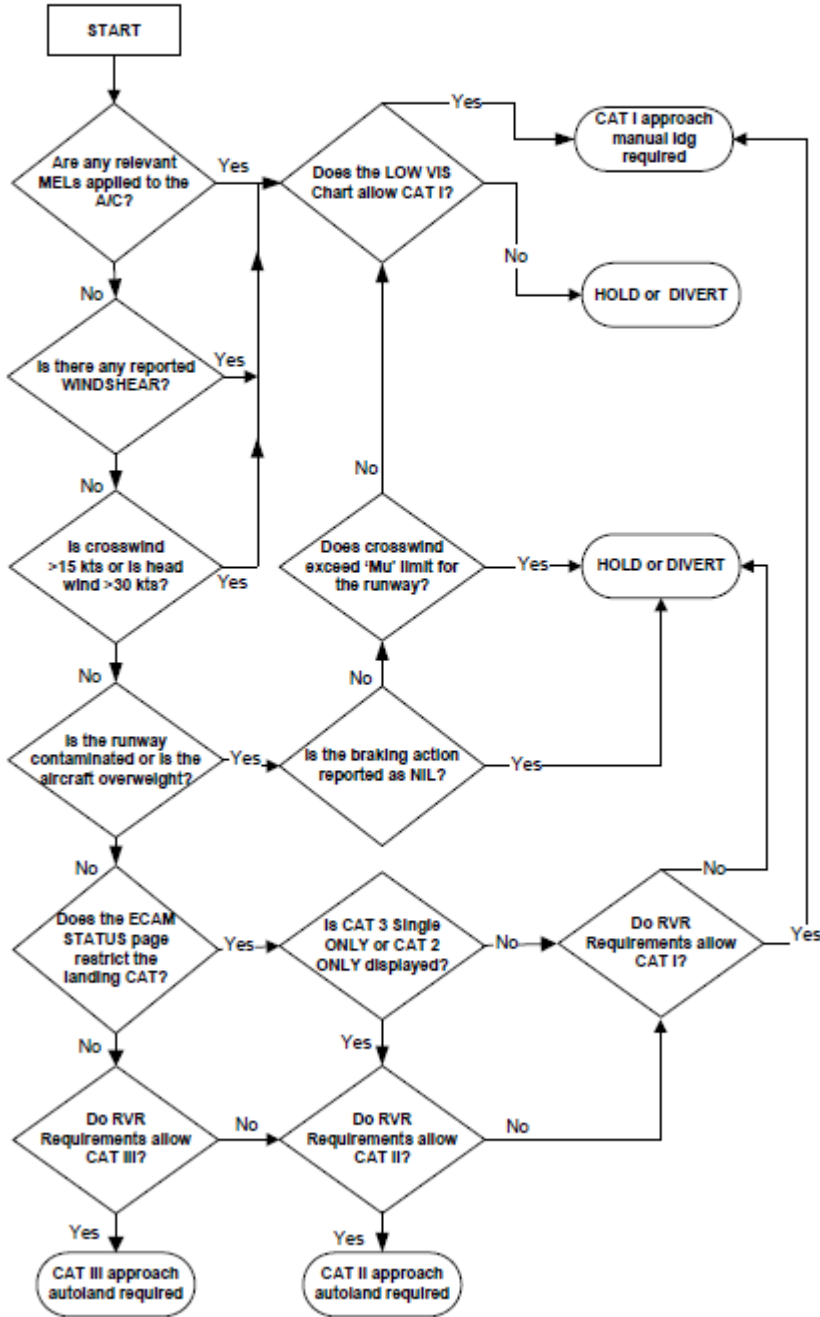 START
Are any relevant
MELs applied to the
A/C?
Yes
Does the LOW VIS
Chart allow CAT I?
Yes
CAT I approach
manual ldg
required
No
HOLD or DIVERT
No
Is there any reported
WINDSHEAR?
Yes
No
Is crosswind
>15 kts or is head
wind >30 kts?
Yes
No
Does crosswind
exceed ‘Mu’ limit for
the runway?
Yes
HOLD or DIVERT
No
Is the runway
contaminated or is the
aircraft overweight?
Yes
No
Is the braking action
reported as NIL?
Yes
No
Does the ECAM
STATUS page
restrict the
landing CAT?
Yes
Is CAT 3 Single
ONLY or CAT 2
ONLY displayed?
No
Do RVR
Requirements allow
CAT I?
No
Yes
No
Do RVR
Requirements allow
CAT III?
No
Yes
Do RVR
Requirements allow
CAT II?
No
Yes
CAT III approach
autoland required
Yes
CAT II approach
autoland required